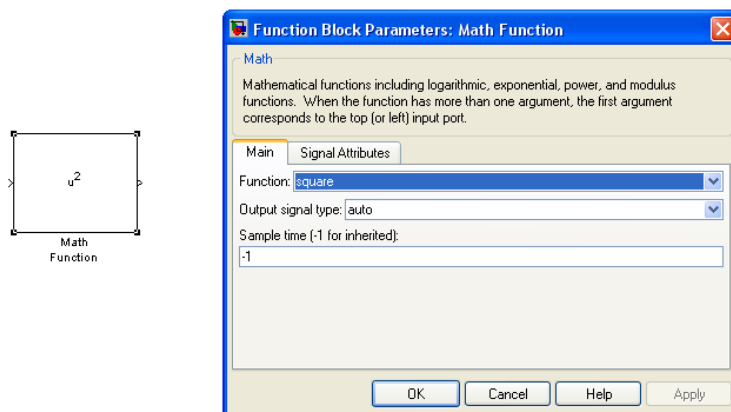 Function Block Parameters: Math Function
Math
Mathematical functions including logarithmic, exponential, power, and modulus
functions. When the function has more than one argument, the first argument
corresponds to the top (or left) input port.
Main Signal Attributes
Function: square
Output signal type: auto
Sample time (-1 for inherited):
-1
OK Cancel Help Apply
u²
Math
Function